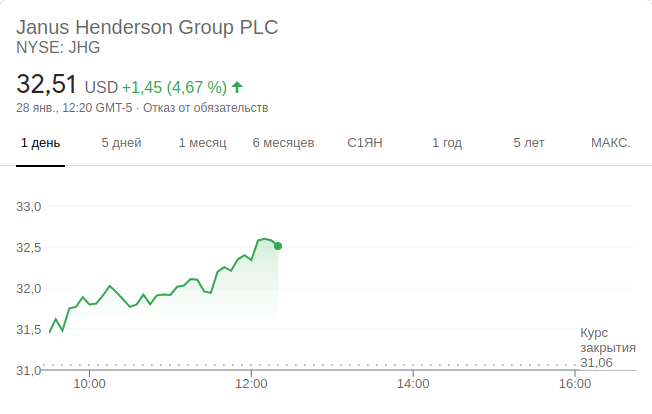 Janus Henderson Group PLC
NYSE: JHG
32,51 USD +1,45 (4,67 %)
28 янв., 12:20 GMT-5 · Отказ от обязательств
1 день 5 дней 1 месяц 6 месяцев С1ЯН 1 год 5 лет МАКС.
33,0
32,5
32,0
31,5
31,0
Курс
закрытия
31,06
10:00 12:00 14:00 16:00